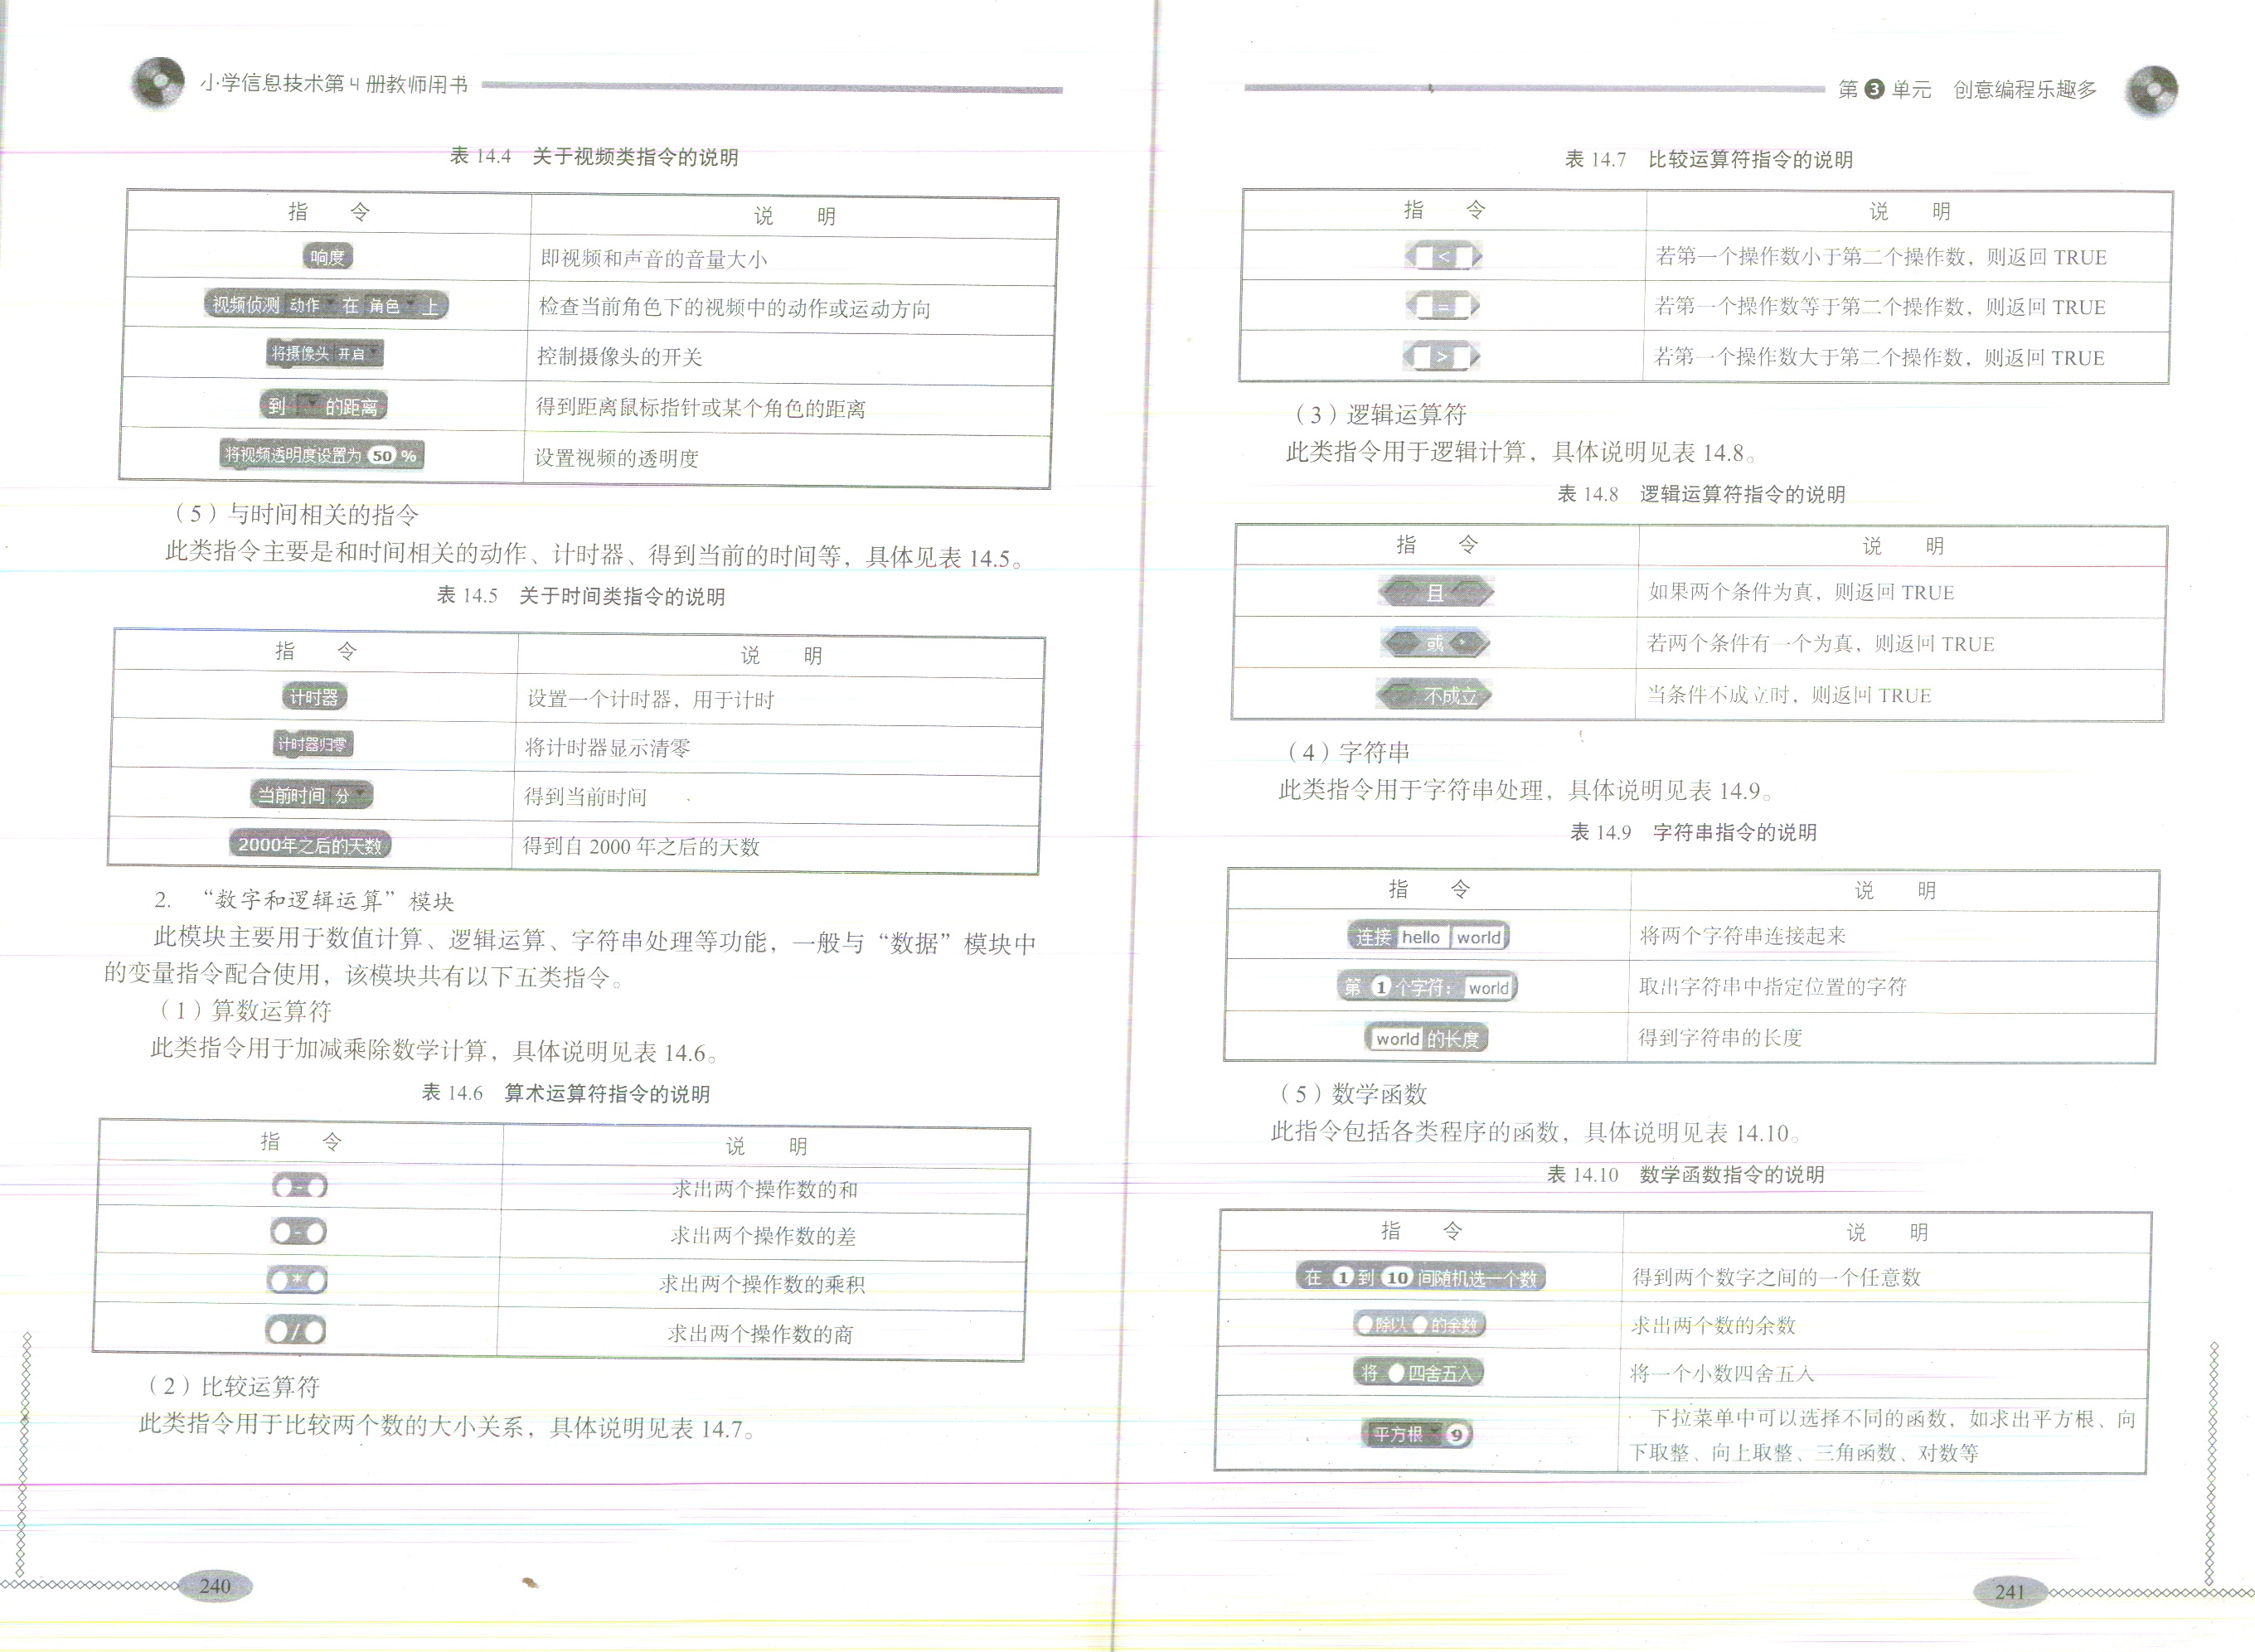 小学信息技术第4册教师用书
表 14.4 关于视频类指令的说明
指 令 说 明
响度 即视频和声音的音量大小
视频侦测 动作 在 角色 上 检查当前角色下的视频中的动作或运动方向
将摄像头 开启 控制摄像头的开关
到 的距离 得到距离鼠标指针或某个角色的距离
将视频透明度设置为 50 % 设置视频的透明度
（5）与时间相关的指令
此类指令主要是和时间相关的动作、计时器、得到当前的时间等，具体见表 14.5。
表 14.5 关于时间类指令的说明
指 令 说 明
计时器 设置一个计时器，用于计时
计时器归零 将计时器显示清零
当前时间 分 得到当前时间
2000年之后的天数 得到自 2000 年之后的天数
2. “数字和逻辑运算”模块
此模块主要用于数值计算、逻辑运算、字符串处理等功能，一般与“数据”模块中
的变量指令配合使用，该模块共有以下五类指令。
（1）算数运算符
此类指令用于加减乘除数学计算，具体说明见表 14.6。
表 14.6 算术运算符指令的说明
指 令 说 明
求出两个操作数的和
- 求出两个操作数的差
* 求出两个操作数的乘积
/ 求出两个操作数的商
（2）比较运算符
此类指令用于比较两个数的大小关系，具体说明见表 14.7。
240
第3单元 创意编程乐趣多
表 14.7 比较运算符指令的说明
指 令 说 明
< 若第一个操作数小于第二个操作数，则返回 TRUE
= 若第一个操作数等于第二个操作数，则返回 TRUE
> 若第一个操作数大于第二个操作数，则返回 TRUE
（3）逻辑运算符
此类指令用于逻辑计算，具体说明见表 14.8。
表 14.8 逻辑运算符指令的说明
指 令 说 明
且 如果两个条件为真，则返回 TRUE
或 若两个条件有一个为真，则返回 TRUE
不成立 当条件不成立时，则返回 TRUE
（4）字符串
此类指令用于字符串处理，具体说明见表 14.9。
表 14.9 字符串指令的说明
指 令 说 明
连接 hello world 将两个字符串连接起来
第 1 个字符： world 取出字符串中指定位置的字符
world 的长度 得到字符串的长度
（5）数学函数
此指令包括各类程序的函数，具体说明见表 14.10。
表 14.10 数学函数指令的说明
指 令 说 明
在 1 到 10 间随机选一个数 得到两个数字之间的一个任意数
除以 的余数 求出两个数的余数
将 四舍五入 将一个小数四舍五入
平方根 9 下拉菜单中可以选择不同的函数，如求出平方根、向
下取整、向上取整、三角函数、对数等
241